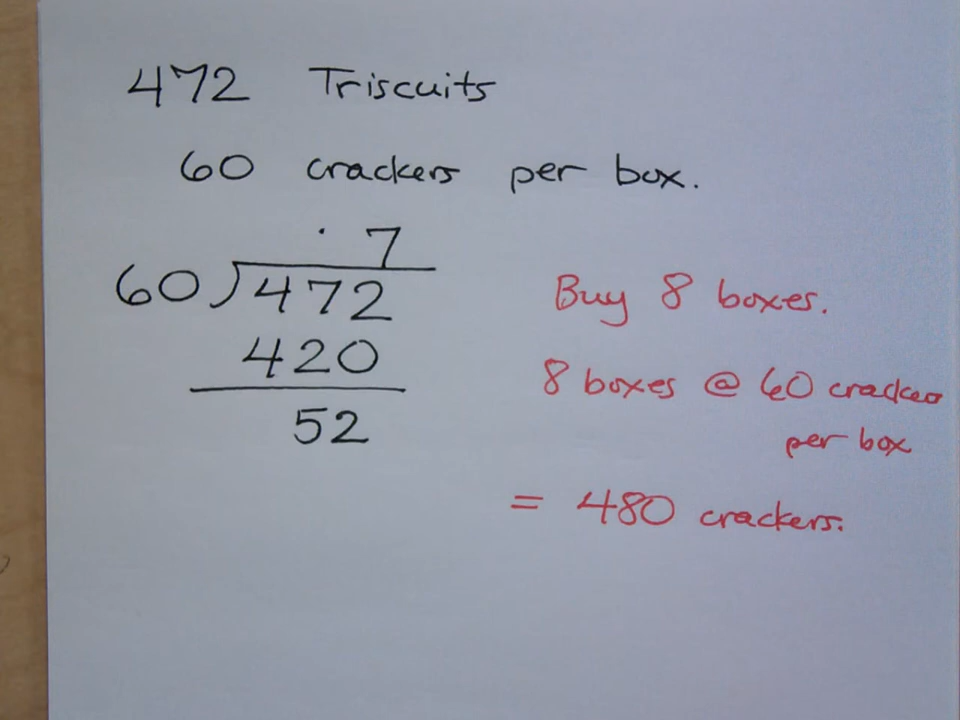 472 Triscuits
60 crackers per box.
7
60)472
420
52
Buy 8 boxes.
8 boxes @ 60 crackers
per box
= 480 crackers.